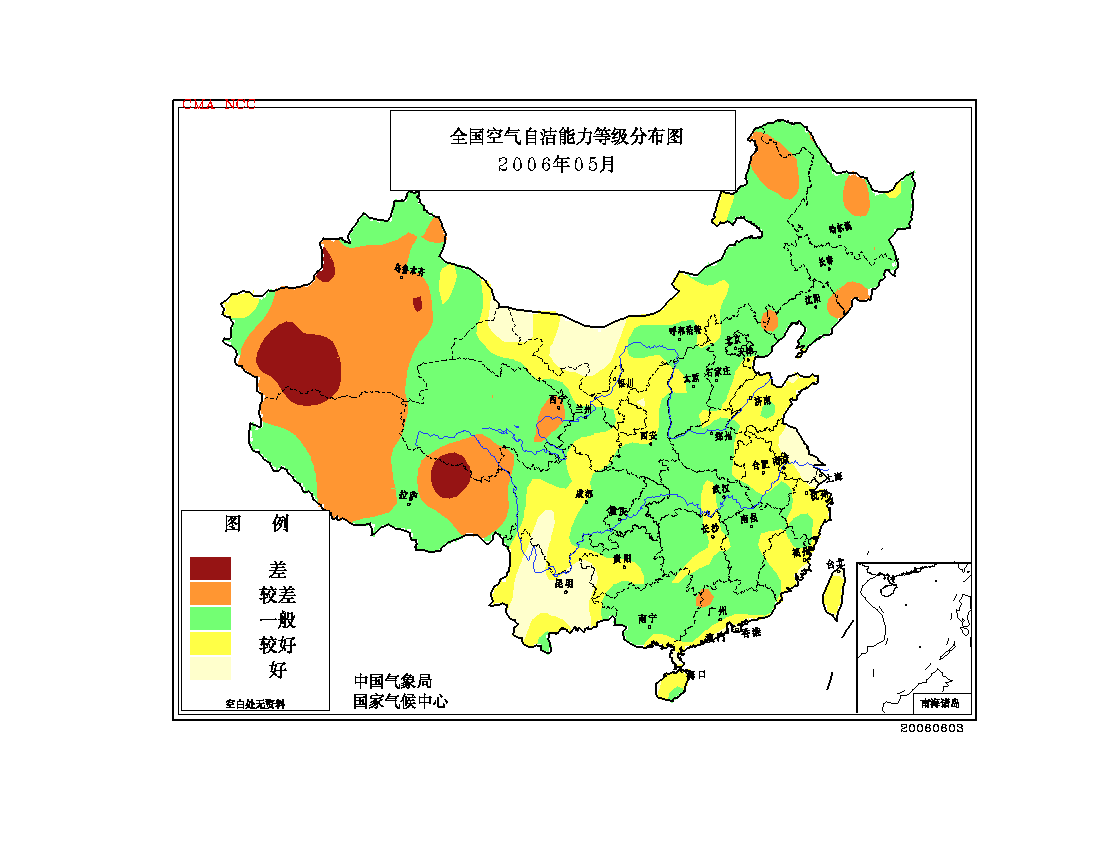 CMA NCC
全国空气自洁能力等级分布图
2006年05月
哈尔滨
长春
沈阳
乌鲁木齐
呼和浩特
北京
天津
石家庄
太原
银川
济南
西宁
兰州
西安
郑州
合肥 南京
上海
拉萨
成都
武汉
杭州
重庆
长沙
南昌
贵阳
福州
台北
昆明
南宁
广州
澳门 香港
海口
图 例
差
较差
一般
较好
好
空白处无资料
中国气象局
国家气候中心
南海诸岛
20060603